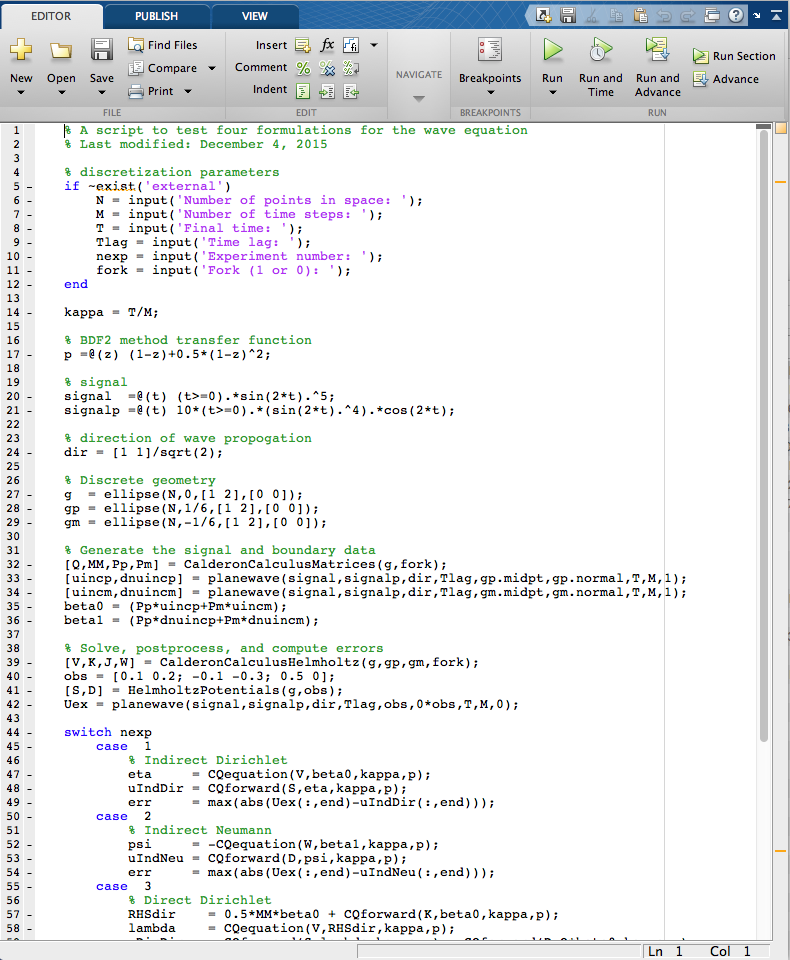 EDITOR PUBLISH VIEW
New Open Save Find Files Compare Print
FILE
Insert fx
Comment
Indent
EDIT
NAVIGATE
Breakpoints
BREAKPOINTS
Run Run and Time Run and Advance Run Section Advance
RUN
1 % A script to test four formulations for the wave equation
2 % Last modified: December 4, 2015
3
4 % discretization parameters
5 - if ~exist('external')
6 - N = input('Number of points in space: ');
7 - M = input('Number of time steps: ');
8 - T = input('Final time: ');
9 - Tlag = input('Time lag: ');
10 - nexp = input('Experiment number: ');
11 - fork = input('Fork (1 or 0): ');
12 - end
13
14 - kappa = T/M;
15
16 % BDF2 method transfer function
17 - p =@(z) (1-z)+0.5*(1-z)^2;
18
19 % signal
20 - signal =@(t) (t>=0).*sin(2*t).^5;
21 - signalp =@(t) 10*(t>=0).*(sin(2*t).^4).*cos(2*t);
22
23 % direction of wave propogation
24 - dir = [1 1]/sqrt(2);
25
26 % Discrete geometry
27 - g = ellipse(N,0,[1 2],[0 0]);
28 - gp = ellipse(N,1/6,[1 2],[0 0]);
29 - gm = ellipse(N,-1/6,[1 2],[0 0]);
30
31 % Generate the signal and boundary data
32 - [Q,MM,Pp,Pm] = CalderonCalculusMatrices(g,fork);
33 - [uincp,dnuincp] = planewave(signal,signalp,dir,Tlag,gp.midpt,gp.normal,T,M,1);
34 - [uincm,dnuincm] = planewave(signal,signalp,dir,Tlag,gm.midpt,gm.normal,T,M,1);
35 - beta0 = (Pp*uincp+Pm*uincm);
36 - beta1 = (Pp*dnuincp+Pm*dnuincm);
37
38 % Solve, postprocess, and compute errors
39 - [V,K,J,W] = CalderonCalculusHelmholtz(g,gp,gm,fork);
40 - obs = [0.1 0.2; -0.1 -0.3; 0.5 0];
41 - [S,D] = HelmholtzPotentials(g,obs);
42 - Uex = planewave(signal,signalp,dir,Tlag,obs,0*obs,T,M,0);
43
44 - switch nexp
45 - case 1
46 % Indirect Dirichlet
47 - eta = CQequation(V,beta0,kappa,p);
48 - uIndDir = CQforward(S,eta,kappa,p);
49 - err = max(abs(Uex(:,end)-uIndDir(:,end)));
50 - case 2
51 % Indirect Neumann
52 - psi = -CQequation(W,beta1,kappa,p);
53 - uIndNeu = CQforward(D,psi,kappa,p);
54 - err = max(abs(Uex(:,end)-uIndNeu(:,end)));
55 - case 3
56 % Direct Dirichlet
57 - RHSdir = 0.5*MM*beta0 + CQforward(K,beta0,kappa,p);
58 - lambda = CQequation(V,RHSdir,kappa,p);
Ln 1 Col 1